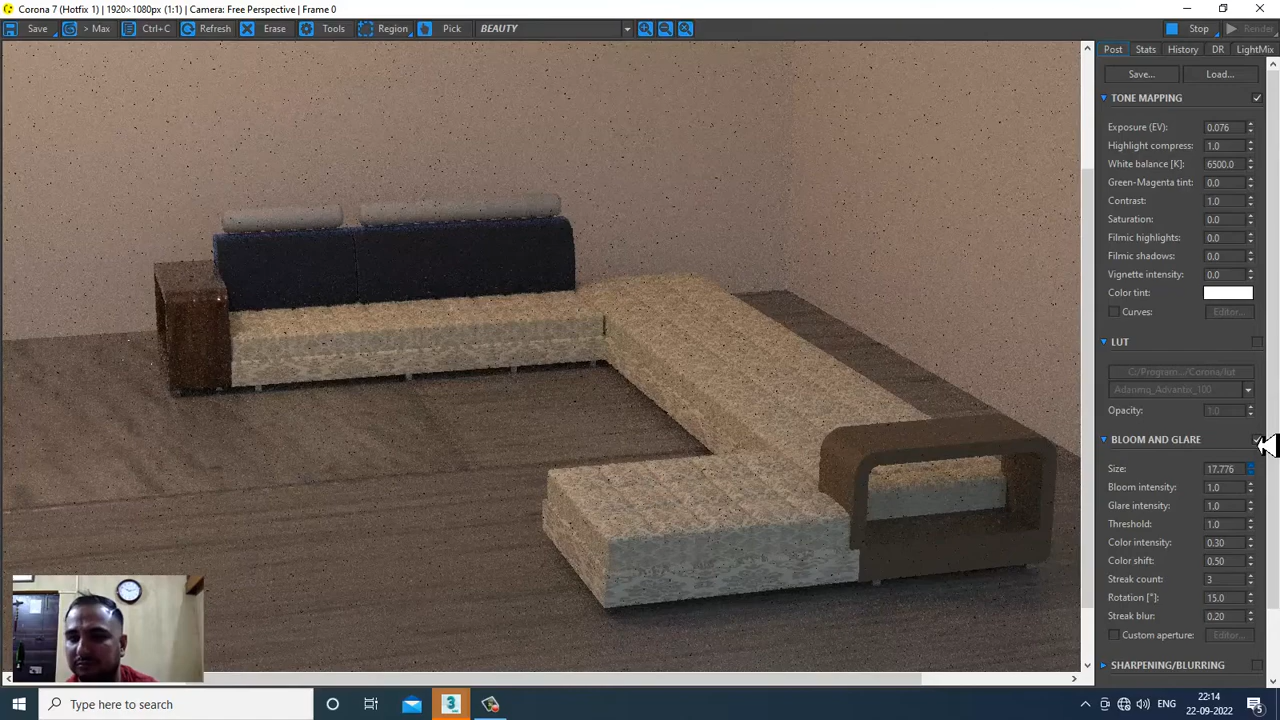 Corona 7 (Hotfix 1) | 1920×1080px (1:1) | Camera: Free Perspective | Frame 0
Save > Max Ctrl+C Refresh Erase Tools Region Pick BEAUTY Stop Render
Post Stats History DR LightMix
Save... Load...
TONE MAPPING
Exposure (EV): 0.076
Highlight compress: 1.0
White balance [K]: 6500.0
Green-Magenta tint: 0.0
Contrast: 1.0
Saturation: 0.0
Filmic highlights: 0.0
Filmic shadows: 0.0
Vignette intensity: 0.0
Color tint:
Curves: Editor...
LUT
C:/Program.../Corona/lut
Opacity: 1.0
BLOOM AND GLARE
Size: 17.776
Bloom intensity: 1.0
Glare intensity: 1.0
Threshold: 1.0
Color intensity: 0.30
Color shift: 0.50
Streak count: 3
Rotation [°]: 15.0
Streak blur: 0.20
Custom aperture: Editor...
SHARPENING/BLURRING
Type here to search
ENG
22:14
22-09-2022
5